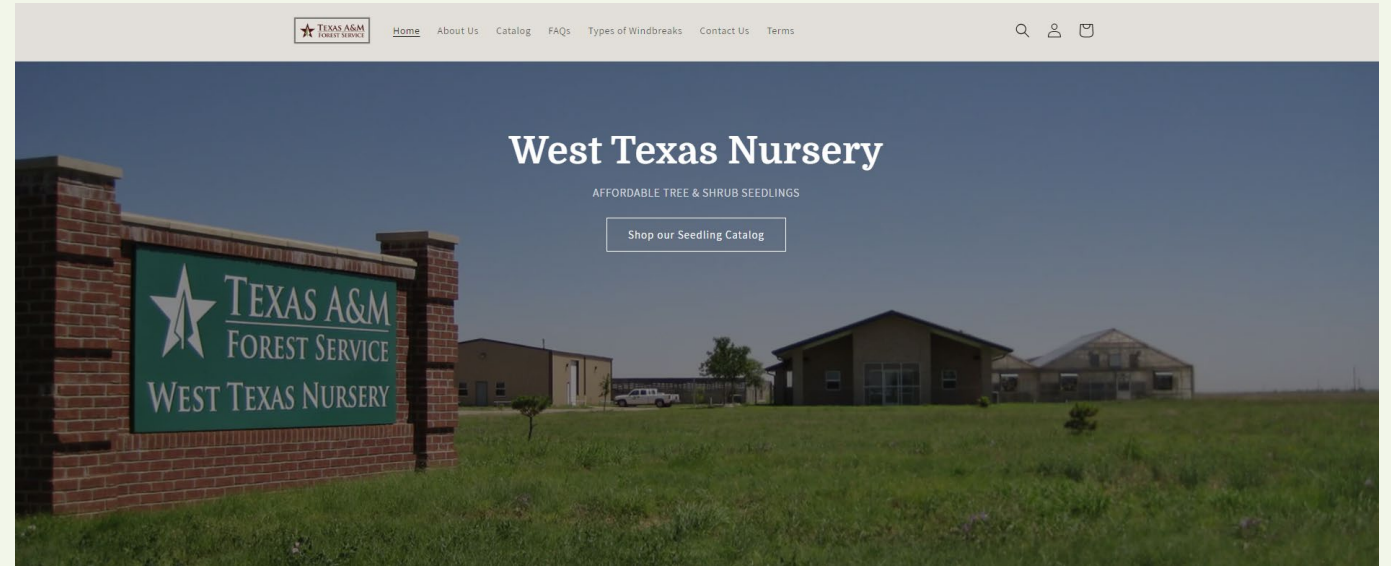 TEXAS A&M
FOREST SERVICE
Home About Us Catalog FAQs Types of Windbreaks Contact Us Terms
West Texas Nursery
AFFORDABLE TREE & SHRUB SEEDLINGS
Shop our Seedling Catalog
TEXAS A&M
FOREST SERVICE
WEST TEXAS NURSERY